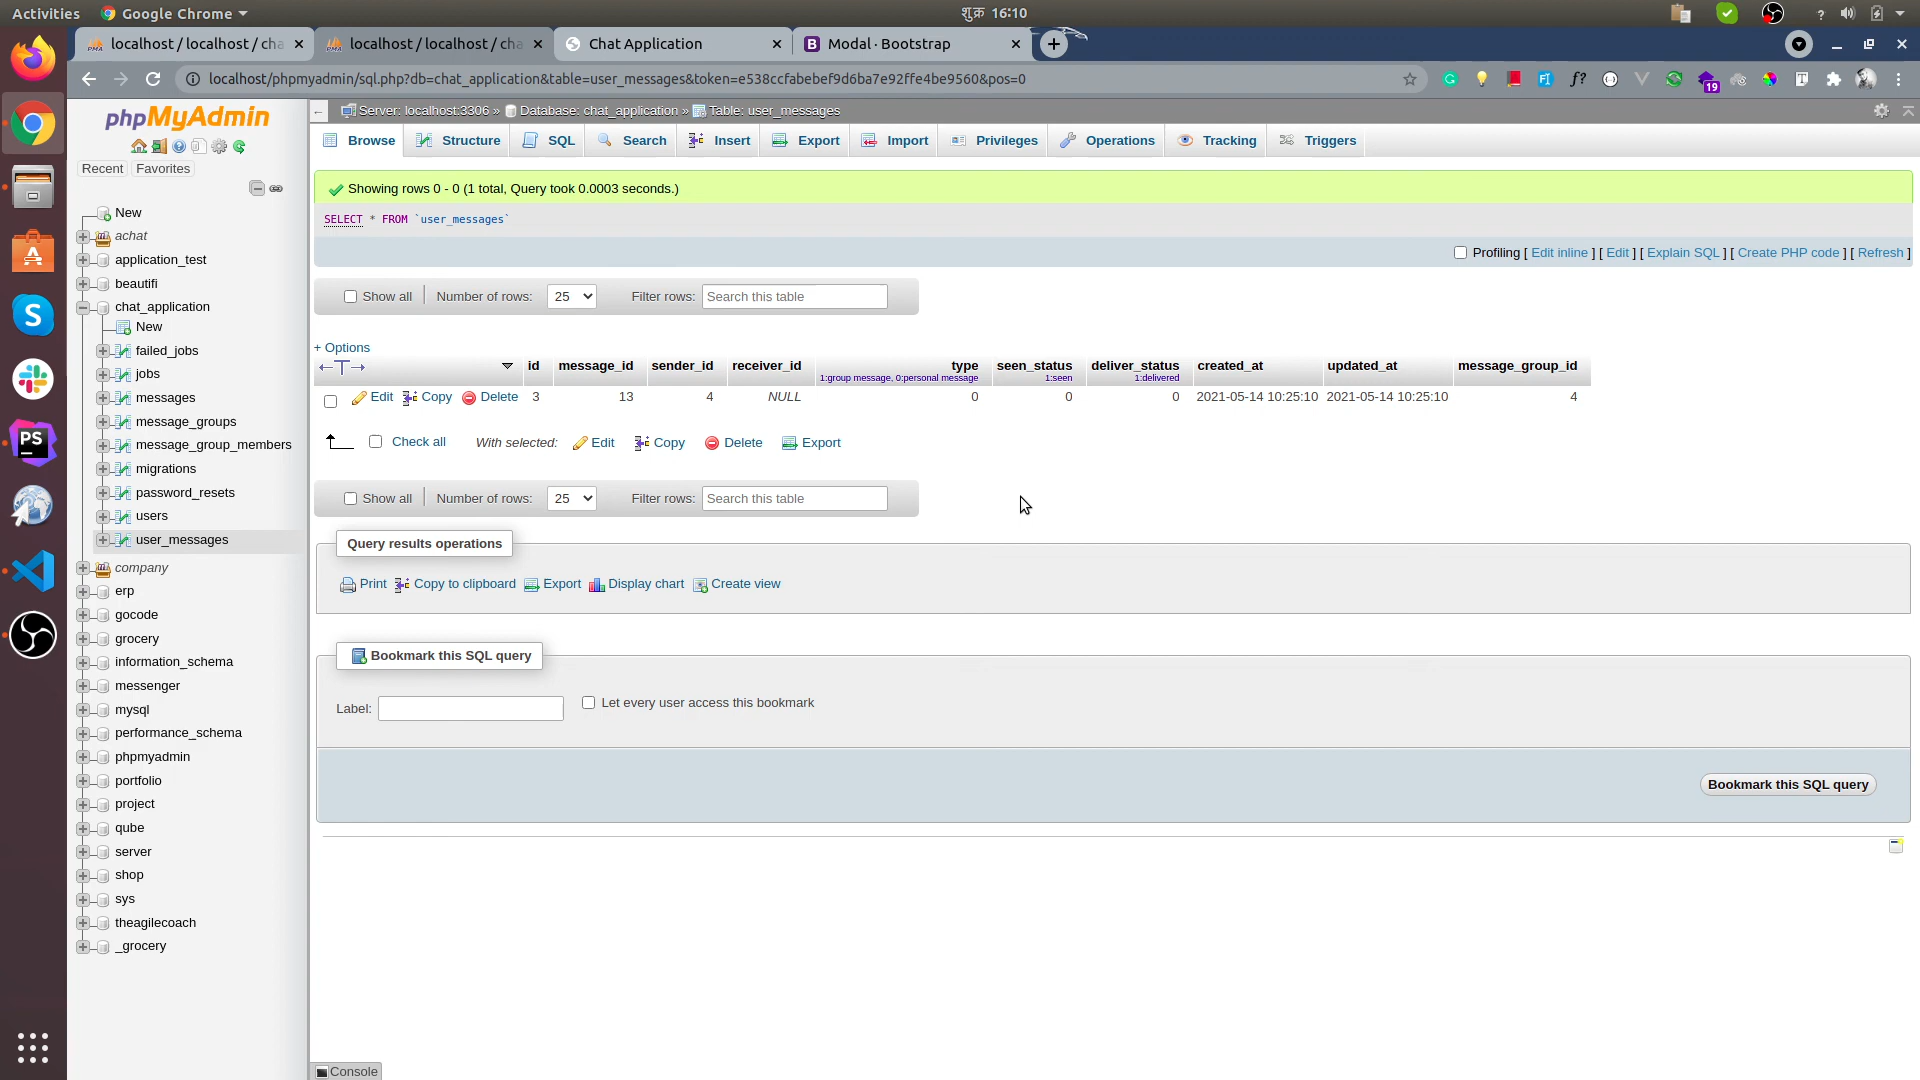 Activities
Google Chrome
शुक्र 16:10
localhost / localhost / cha
localhost / localhost / cha
Chat Application
Modal · Bootstrap
localhost/phpmyadmin/sql.php?db=chat_application&table=user_messages&token=e538ccfabebef9d6ba7e92ffe4be9560&pos=0
19
phpMyAdmin
Recent
Favorites
New
achat
application_test
beautifi
chat_application
New
failed_jobs
jobs
messages
message_groups
message_group_members
migrations
password_resets
users
user_messages
company
erp
gocode
grocery
information_schema
messenger
mysql
performance_schema
phpmyadmin
portfolio
project
qube
server
shop
sys
theagilecoach
_grocery
Server: localhost:3306 » Database: chat_application » Table: user_messages
Browse Structure SQL Search Insert Export Import Privileges Operations Tracking Triggers
Showing rows 0 - 0 (1 total, Query took 0.0003 seconds.)
SELECT * FROM `user_messages`
Profiling [ Edit inline ] [ Edit ] [ Explain SQL ] [ Create PHP code ] [ Refresh ]
Show all Number of rows: 25 Filter rows: Search this table
+ Options
id message_id sender_id receiver_id type seen_status deliver_status created_at updated_at message_group_id
1:group message, 0:personal message 1:seen 1:delivered
Edit Copy Delete 3 13 4 NULL 0 0 0 2021-05-14 10:25:10 2021-05-14 10:25:10 4
Check all With selected: Edit Copy Delete Export
Show all Number of rows: 25 Filter rows: Search this table
Query results operations
Print Copy to clipboard Export Display chart Create view
Bookmark this SQL query
Label: Let every user access this bookmark
Bookmark this SQL query
Console